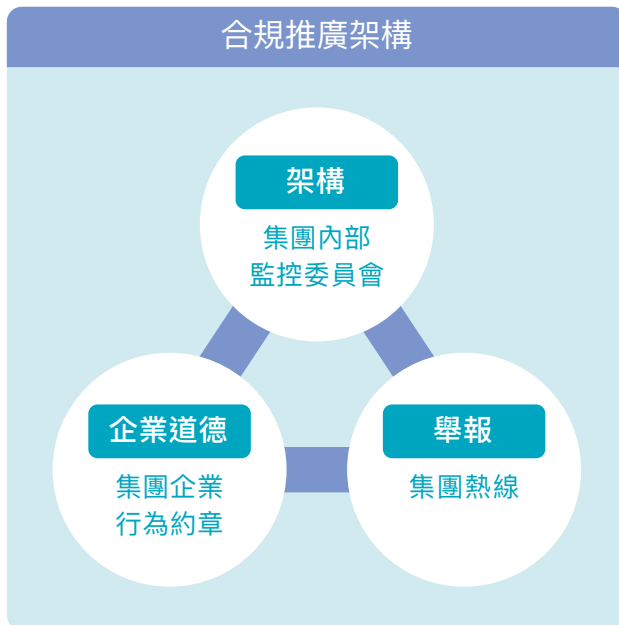 合規推廣架構
架構
集團內部
監控委員會
企業道德
集團企業
行為約章
舉報
集團熱線